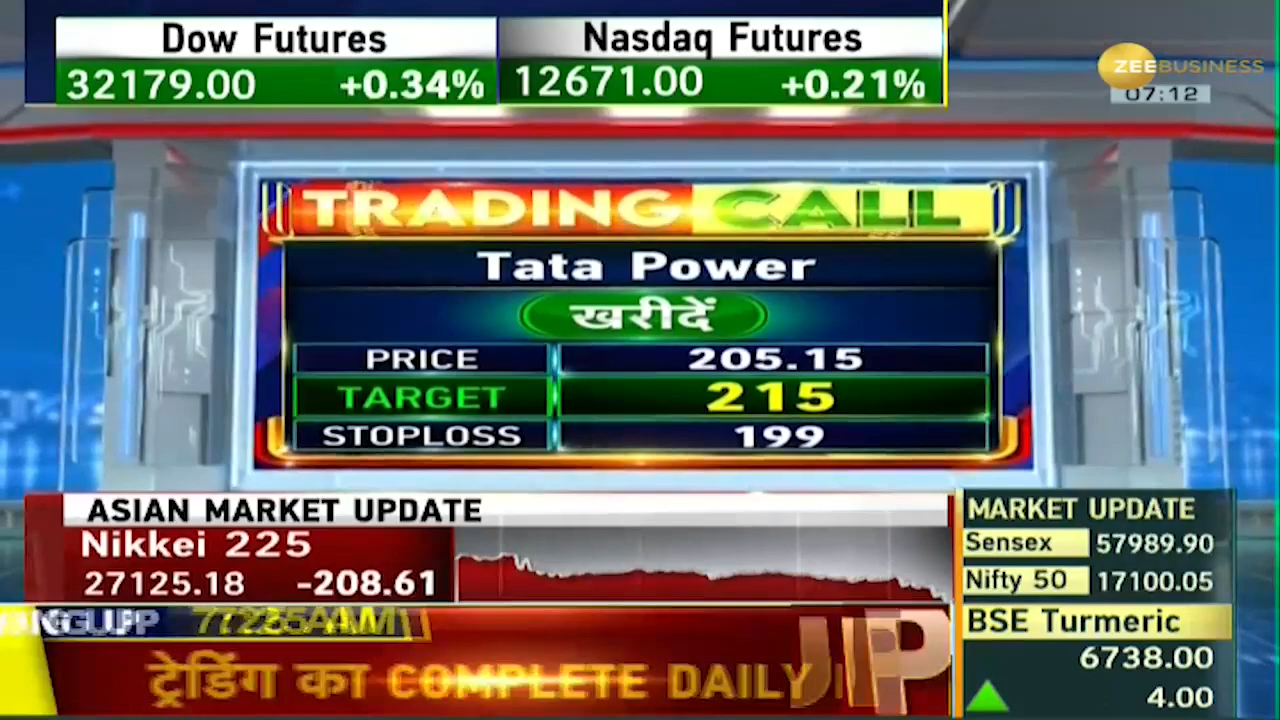 Dow Futures
32179.00 +0.34%
Nasdaq Futures
12671.00 +0.21%
ZEEBUSINESS
07:12
TRADING CALL
Tata Power
खरीदें
PRICE 205.15
TARGET 215
STOPLOSS 199
ASIAN MARKET UPDATE
Nikkei 225
27125.18 -208.61
MARKET UPDATE
Sensex 57989.90
Nifty 50 17100.05
BSE Turmeric
6738.00
4.00
ट्रेडिंग का COMPLETE DAILY